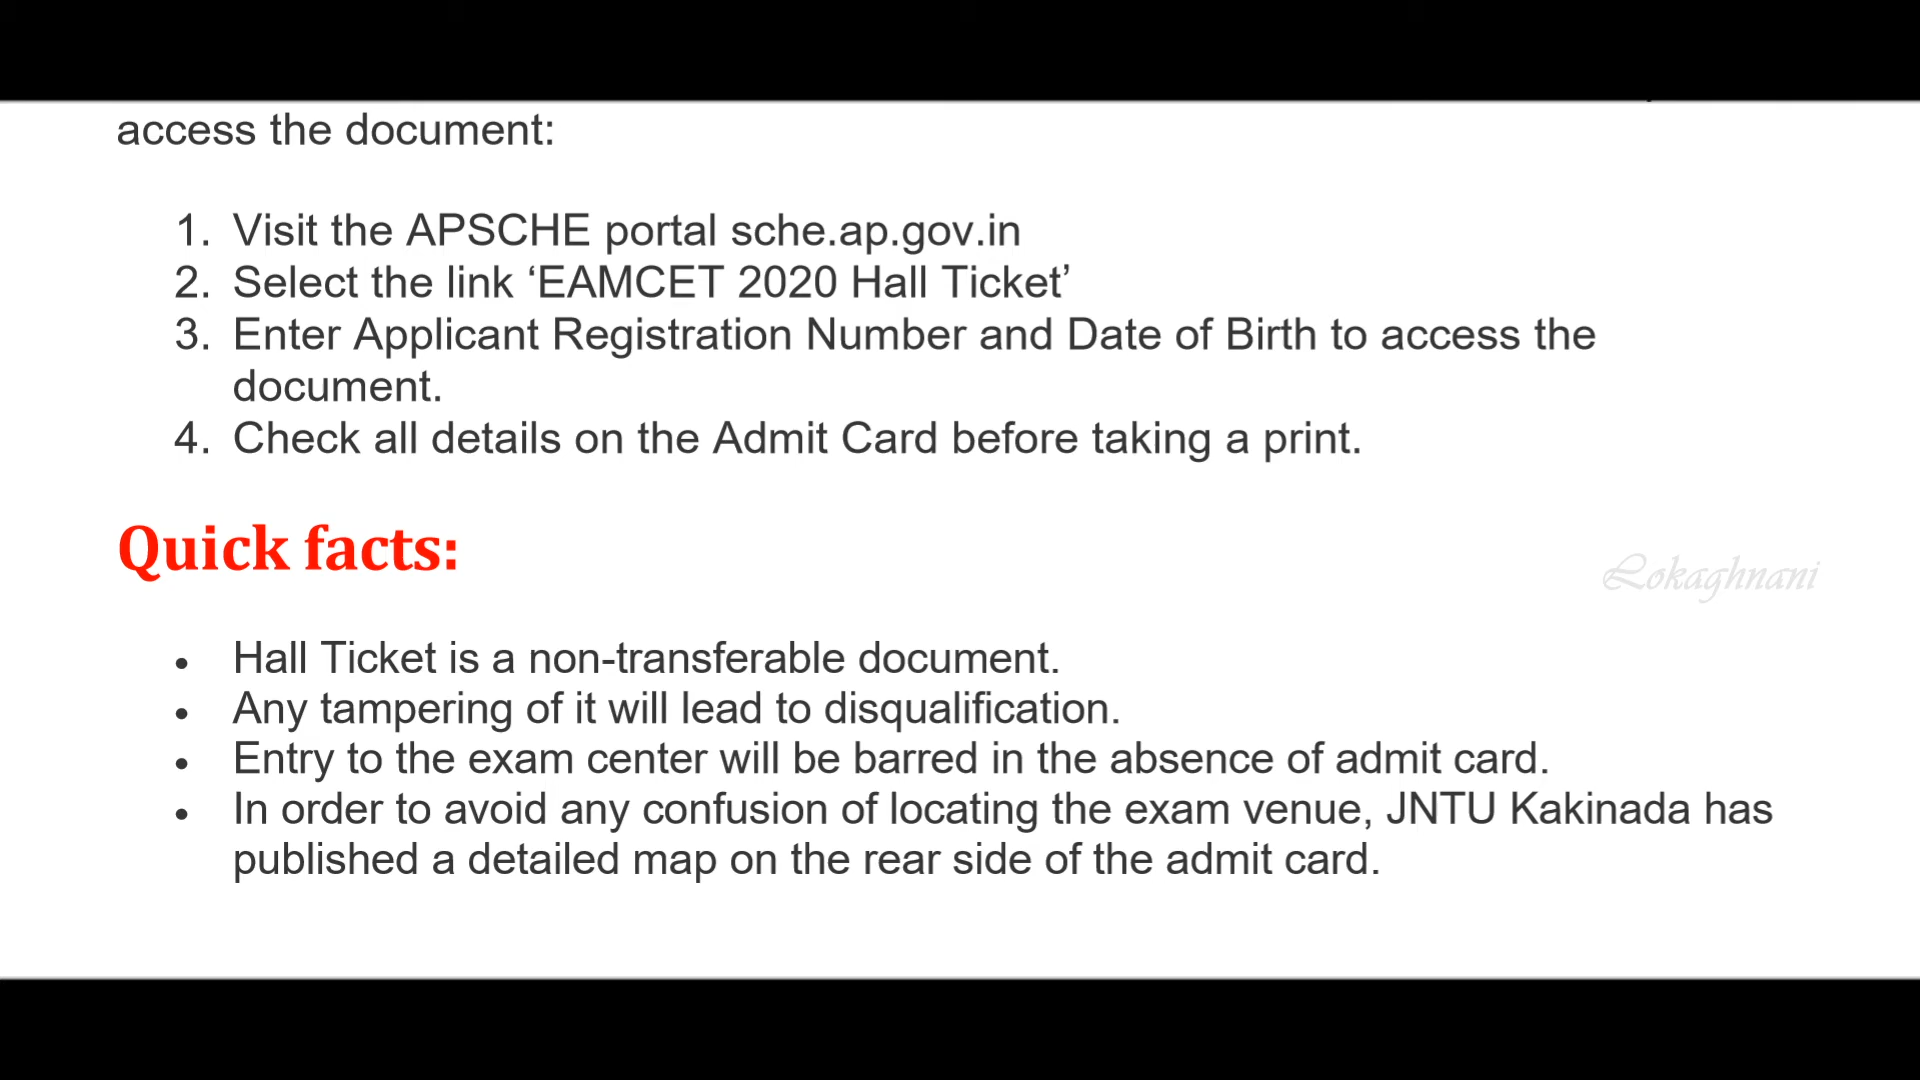 access the document:
1. Visit the APSCHE portal sche.ap.gov.in
2. Select the link ‘EAMCET 2020 Hall Ticket’
3. Enter Applicant Registration Number and Date of Birth to access the
document.
4. Check all details on the Admit Card before taking a print.
Quick facts:
Lokaghnani
• Hall Ticket is a non-transferable document.
• Any tampering of it will lead to disqualification.
• Entry to the exam center will be barred in the absence of admit card.
• In order to avoid any confusion of locating the exam venue, JNTU Kakinada has
published a detailed map on the rear side of the admit card.